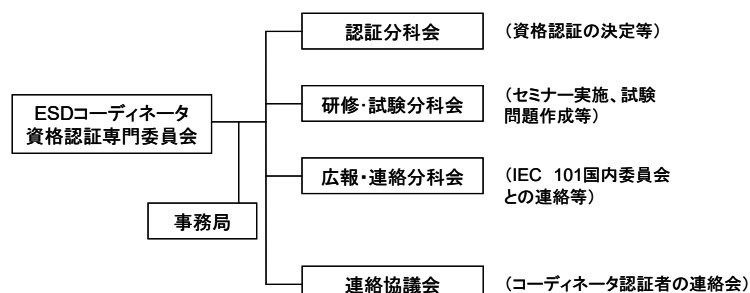 認証分科会
(資格認証の決定等)
ESDコーディネータ
資格認証専門委員会
研修・試験分科会
(セミナー実施、試験
問題作成等)
広報・連絡分科会
(IEC 101国内委員会
との連絡等)
事務局
連絡協議会
(コーディネータ認証者の連絡会)